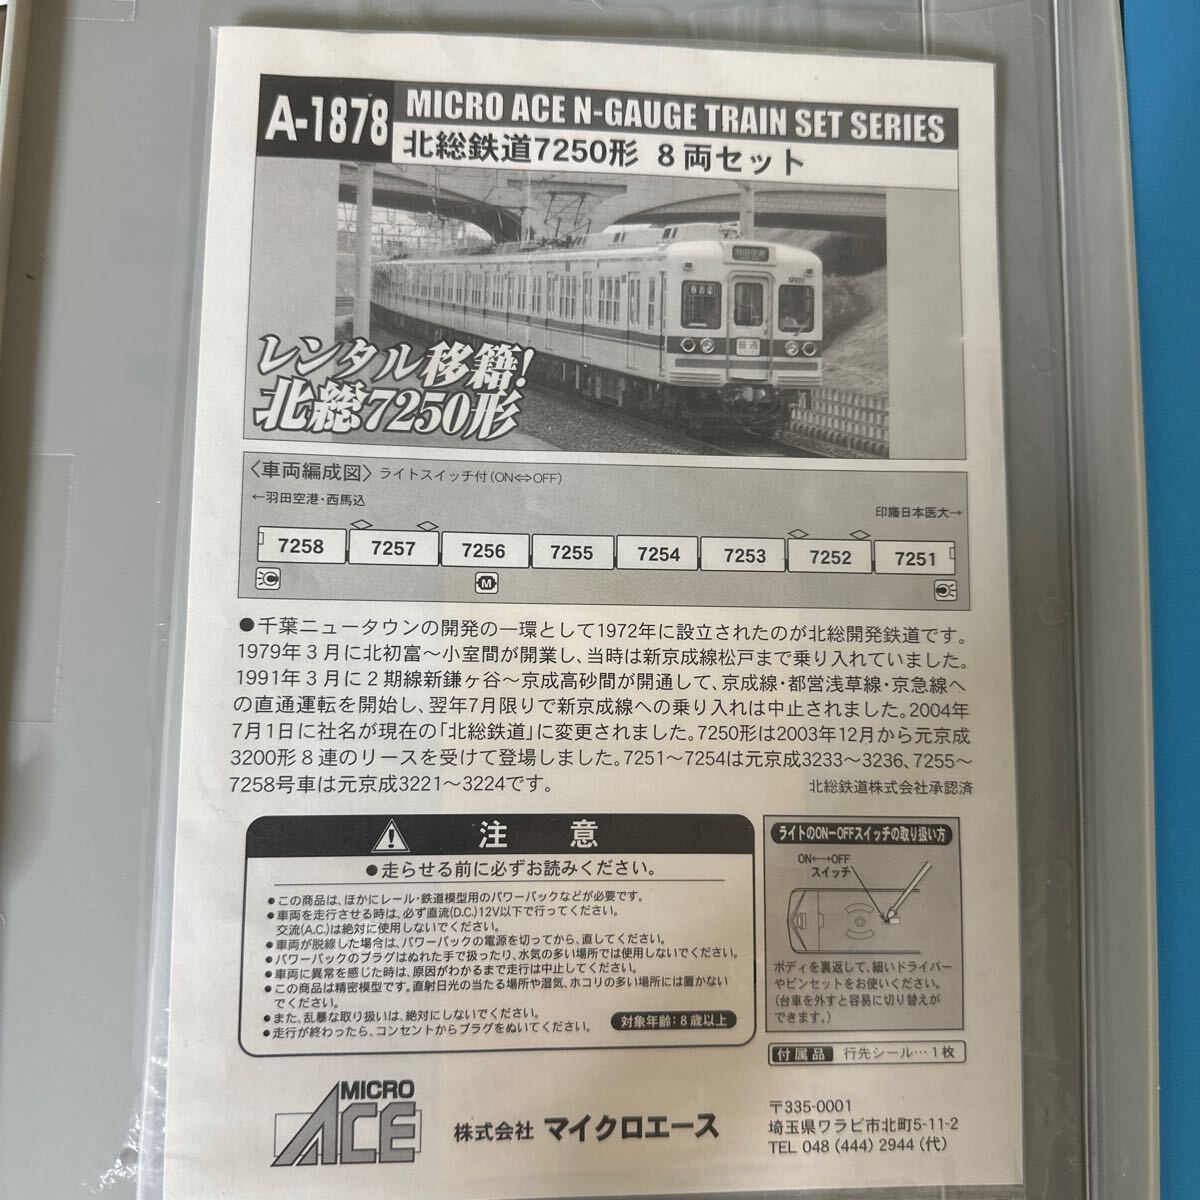 A-1878
MICRO ACE N-GAUGE TRAIN SET SERIES
北総鉄道7250形 8両セット
羽田空港
普通
レンタル移籍!
北総7250形
〈車両編成図〉ライトスイッチ付(ON⇔OFF)
←羽田空港・西馬込
印旛日本医大→
7258 7257 7256 7255 7254 7253 7252 7251
M
●千葉ニュータウンの開発の一環として1972年に設立されたのが北総開発鉄道です。
1979年3月に北初富～小室間が開業し、当時は新京成線松戸まで乗り入れていました。
1991年3月に2期線新鎌ヶ谷～京成高砂間が開通して、京成線・都営浅草線・京急線へ
の直通運転を開始し、翌年7月限りで新京成線への乗り入れは中止されました。2004年
7月1日に社名が現在の「北総鉄道」に変更されました。7250形は2003年12月から元京成
3200形8連のリースを受けて登場しました。7251～7254は元京成3233～3236、7255～
7258号車は元京成3221～3224です。
北総鉄道株式会社承認済
注意
●走らせる前に必ずお読みください。
●この商品は、ほかにレール・鉄道模型用のパワーパックなどが必要です。
●車両を走行させる時は、必ず直流(D.C.)12V以下で行ってください。
交流(A.C.)は絶対に使用しないでください。
●車両が脱線した場合は、パワーパックの電源を切ってから、直してください。
●パワーパックのプラグはぬれた手で扱ったり、水気の多い場所では使用しないでください。
●車両に異常を感じた時は、原因がわかるまで走行は中止してください。
●この商品は精密模型です。直射日光の当たる場所や湿気、ホコリの多い場所には置かない
でください。
●また、乱暴な取り扱いは、絶対にしないでください。
●走行が終わったら、コンセントからプラグをぬいてください。
対象年齢:8歳以上
ライトのON-OFFスイッチの取り扱い方
ON←→OFF
スイッチ
ボディを裏返して、細いドライバー
やピンセットをお使いください。
(台車を外すと容易に切り替えが
できます。)
付属品 行先シール…1枚
MICRO
ACE
株式会社 マイクロエース
〒335-0001
埼玉県ワラビ市北町5-11-2
TEL 048 (444) 2944 (代)